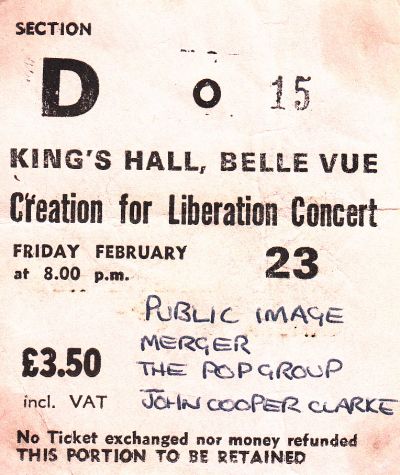 SECTION
D O 15
KING'S HALL, BELLE VUE
Creation for Liberation Concert
FRIDAY FEBRUARY
at 8.00 p.m. 23
PUBLIC IMAGE
MERGER
£3.50 THE POP GROUP
incl. VAT JOHN COOPER CLARKE
No Ticket exchanged nor money refunded
THIS PORTION TO BE RETAINED